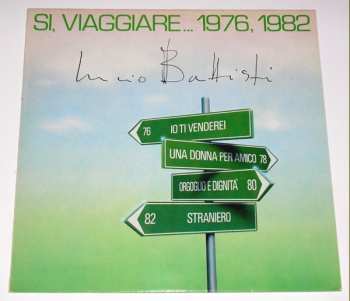 SI, VIAGGIARE... 1976, 1982
Lucio Battisti
76 IO TI VENDEREI
UNA DONNA PER AMICO 78
ORGOGLIO E DIGNITÀ 80
82 STRANIERO